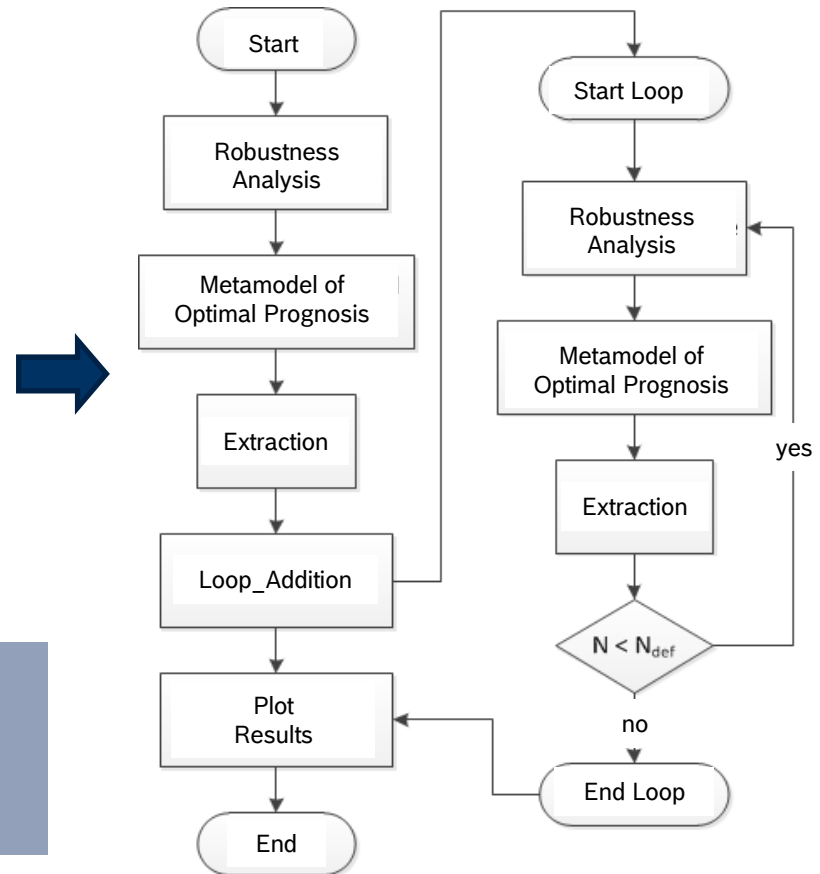 Start
Robustness
Analysis
Metamodel of
Optimal Prognosis
Extraction
Loop_Addition
Plot
Results
End
Start Loop
Robustness
Analysis
Metamodel of
Optimal Prognosis
Extraction
N < Ndef
yes
no
End Loop